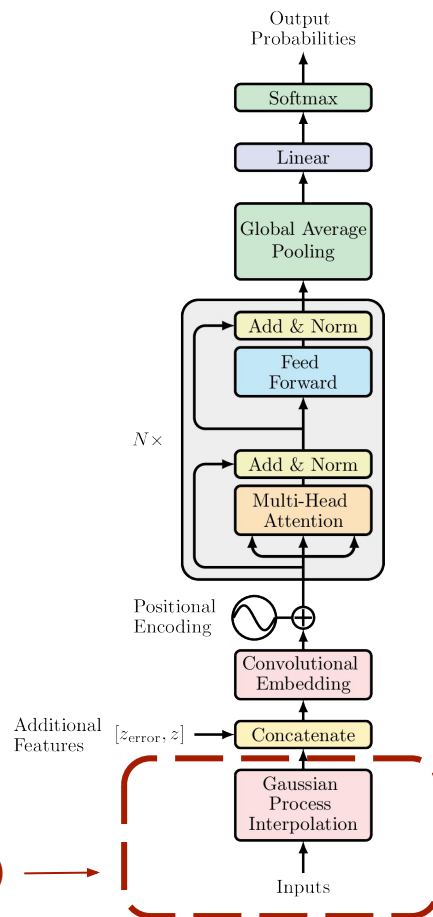 Output
Probabilities
Softmax
Linear
Global Average
Pooling
Add & Norm
Feed
Forward
N×
Add & Norm
Multi-Head
Attention
Positional
Encoding
Convolutional
Embedding
Additional
Features
[z_error, z]
Concatenate
Gaussian
Process
Interpolation
Inputs